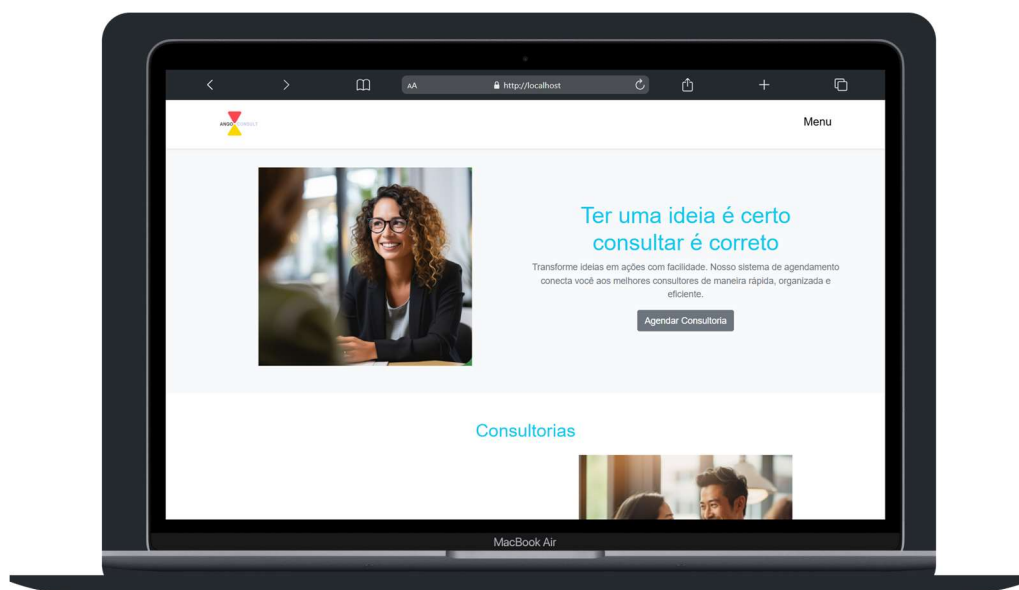 AA
http://localhost
Menu
Ter uma ideia é certo
consultar é correto
Transforme ideias em ações com facilidade. Nosso sistema de agendamento
conecta você aos melhores consultores de maneira rápida, organizada e
eficiente.
Agendar Consultoria
Consultorias
MacBook Air